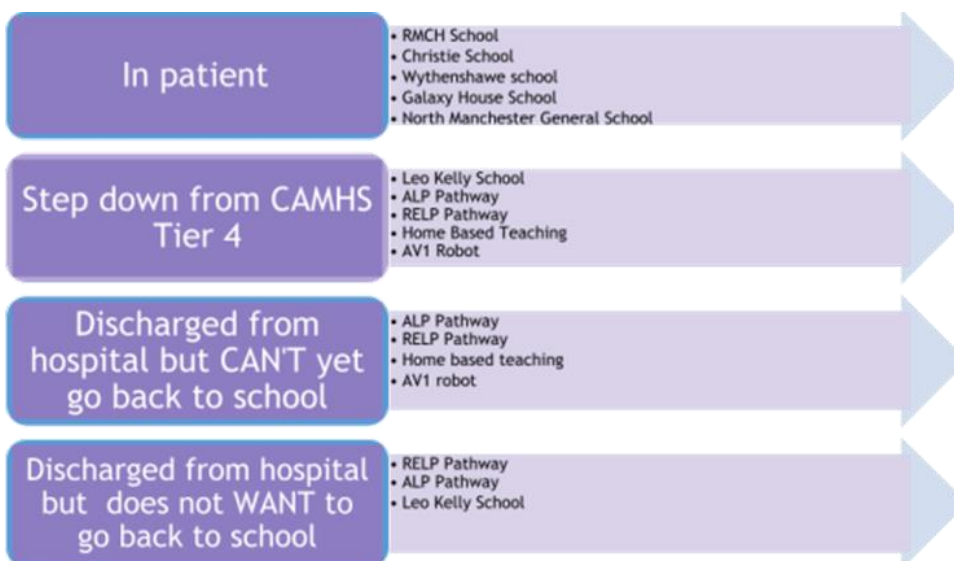 In patient
• RMCH School
• Christie School
• Wythenshawe school
• Galaxy House School
• North Manchester General School
Step down from CAMHS
Tier 4
• Leo Kelly School
• ALP Pathway
• RELP Pathway
• Home Based Teaching
• AV1 Robot
Discharged from
hospital but CAN'T yet
go back to school
• ALP Pathway
• RELP Pathway
• Home based teaching
• AV1 robot
Discharged from hospital
but does not WANT to
go back to school
• RELP Pathway
• ALP Pathway
• Leo Kelly School